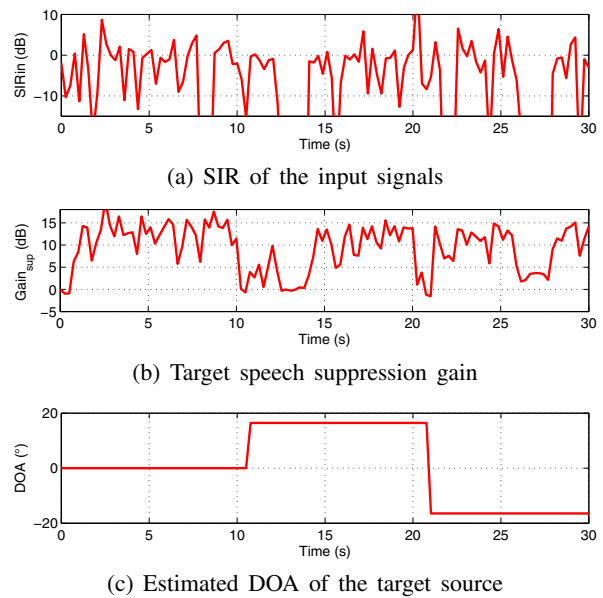 10
0
−10
SIRin (dB)
0 5 10 15 20 25 30
Time (s)
(a) SIR of the input signals
15
10
5
0
−5
Gain_sup (dB)
0 5 10 15 20 25 30
Time (s)
(b) Target speech suppression gain
20
0
−20
DOA (°)
0 5 10 15 20 25 30
Time (s)
(c) Estimated DOA of the target source